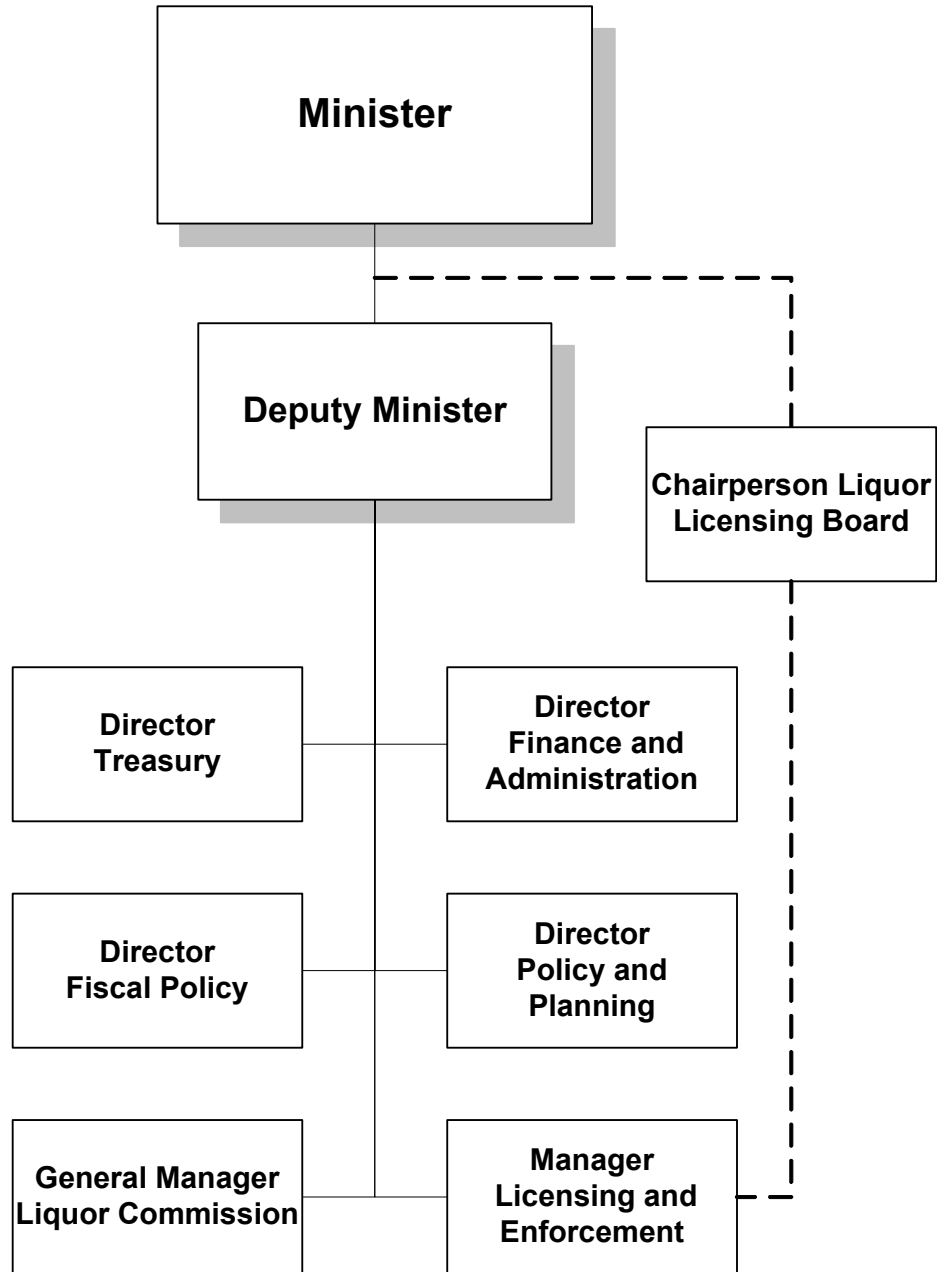 Minister
Deputy Minister
Chairperson Liquor
Licensing Board
Director
Treasury
Director
Finance and
Administration
Director
Fiscal Policy
Director
Policy and
Planning
General Manager
Liquor Commission
Manager
Licensing and
Enforcement